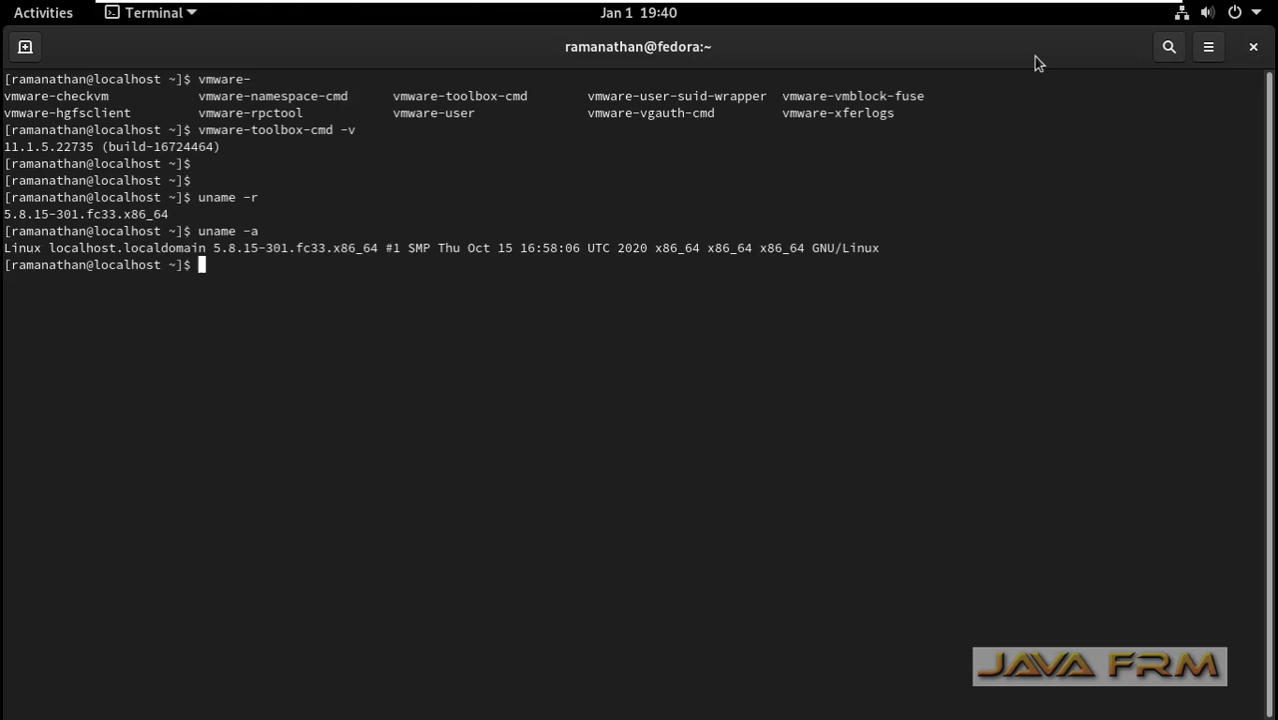 Activities Terminal Jan 1 19:40
ramanathan@fedora:~
[ramanathan@localhost ~]$ vmware-
vmware-checkvm vmware-namespace-cmd vmware-toolbox-cmd vmware-user-suid-wrapper vmware-vmblock-fuse
vmware-hgfsclient vmware-rpctool vmware-user vmware-vgauth-cmd vmware-xferlogs
[ramanathan@localhost ~]$ vmware-toolbox-cmd -v
11.1.5.22735 (build-16724464)
[ramanathan@localhost ~]$
[ramanathan@localhost ~]$
[ramanathan@localhost ~]$ uname -r
5.8.15-301.fc33.x86_64
[ramanathan@localhost ~]$ uname -a
Linux localhost.localdomain 5.8.15-301.fc33.x86_64 #1 SMP Thu Oct 15 16:58:06 UTC 2020 x86_64 x86_64 x86_64 GNU/Linux
[ramanathan@localhost ~]$
JAVA FRM